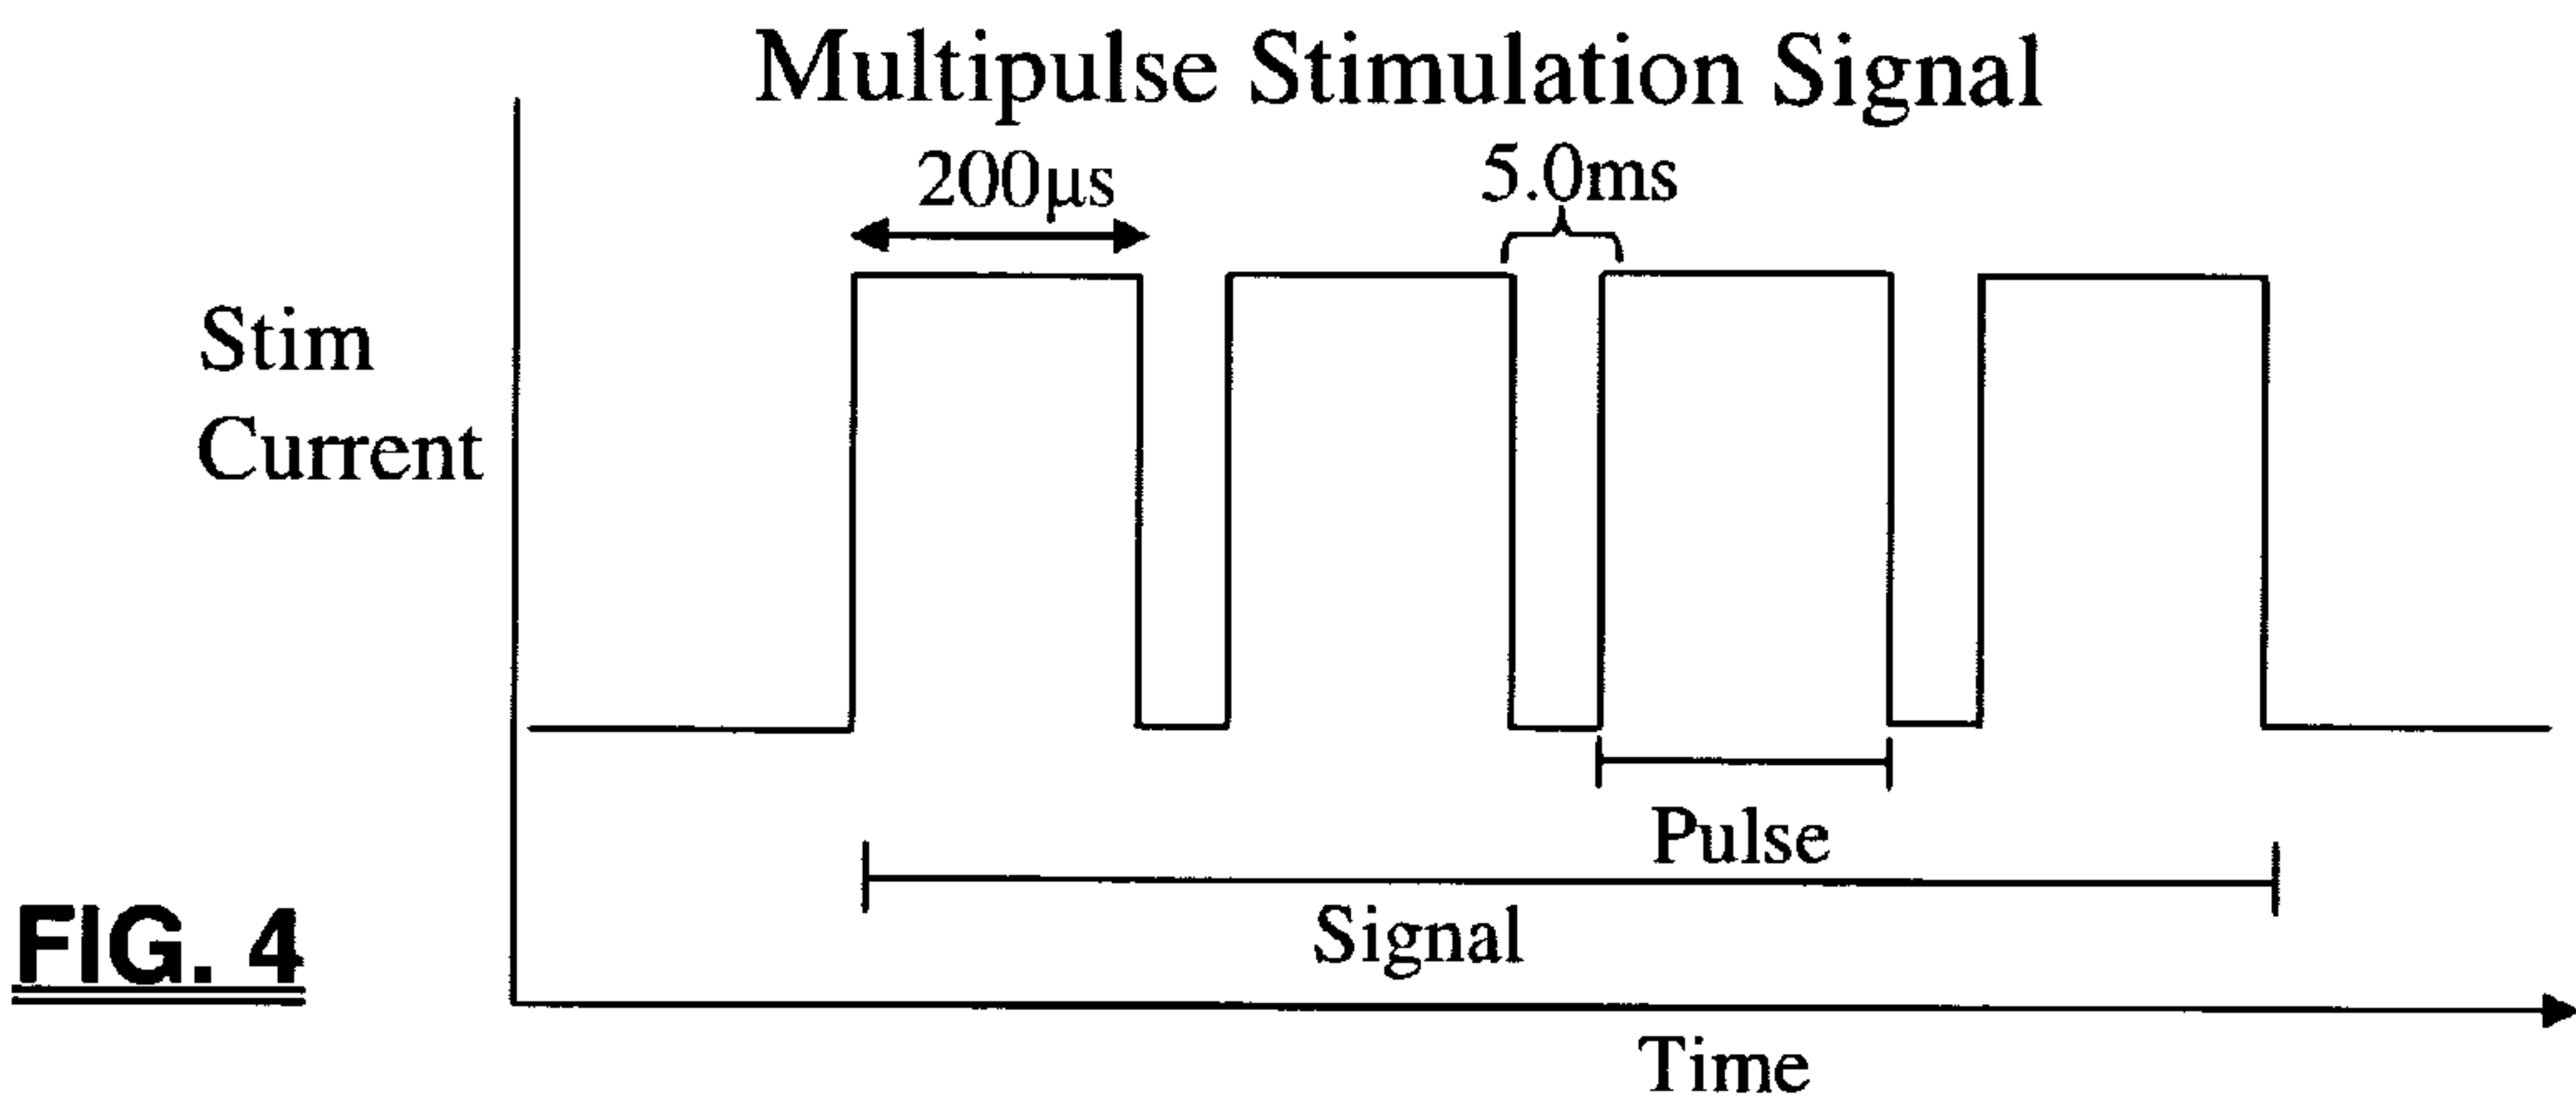 Multipulse Stimulation Signal
200μs
5.0ms
Stim
Current
Pulse
Signal
FIG. 4
Time